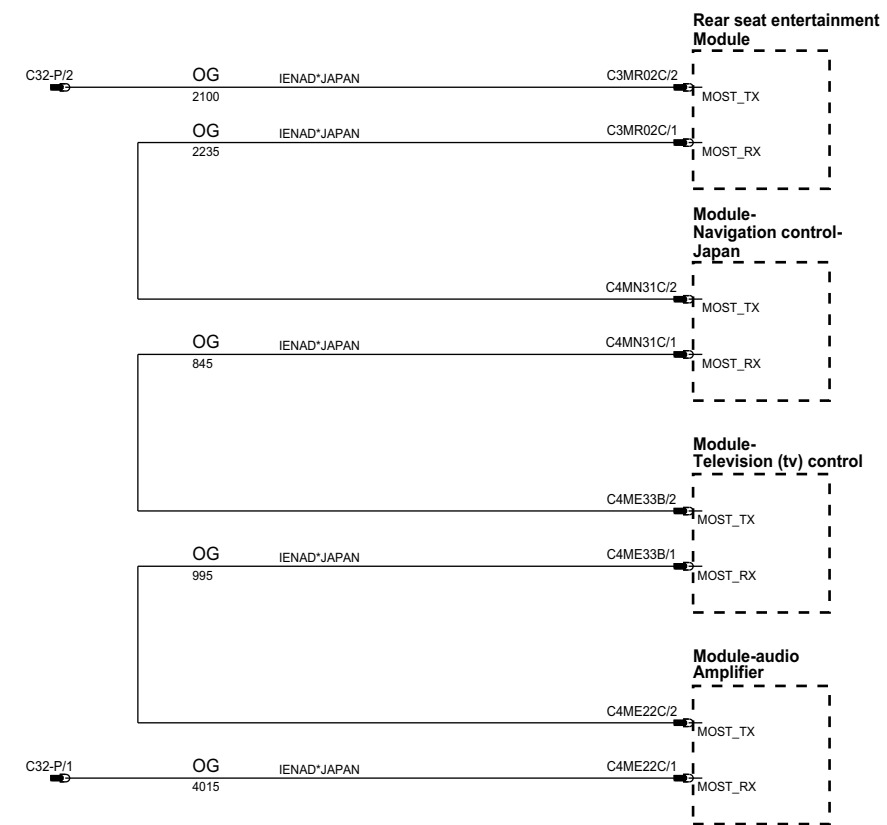 Rear seat entertainment
Module
C32-P/2
OG
IENAD*JAPAN
C3MR02C/2
2100
MOST_TX
OG
IENAD*JAPAN
C3MR02C/1
2235
MOST_RX
Module-
Navigation control-
Japan
C4MN31C/2
MOST_TX
OG
IENAD*JAPAN
C4MN31C/1
845
MOST_RX
Module-
Television (tv) control
C4ME33B/2
MOST_TX
OG
IENAD*JAPAN
C4ME33B/1
995
MOST_RX
Module-audio
Amplifier
C4ME22C/2
MOST_TX
C32-P/1
OG
IENAD*JAPAN
C4ME22C/1
4015
MOST_RX